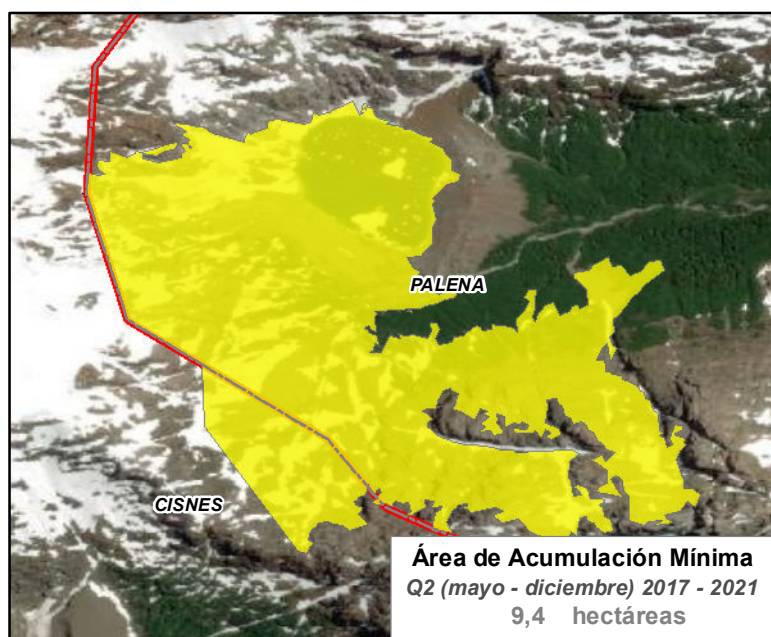 PALENA
CISNES
Área de Acumulación Mínima
Q2 (mayo - diciembre) 2017 - 2021
9,4 hectáreas